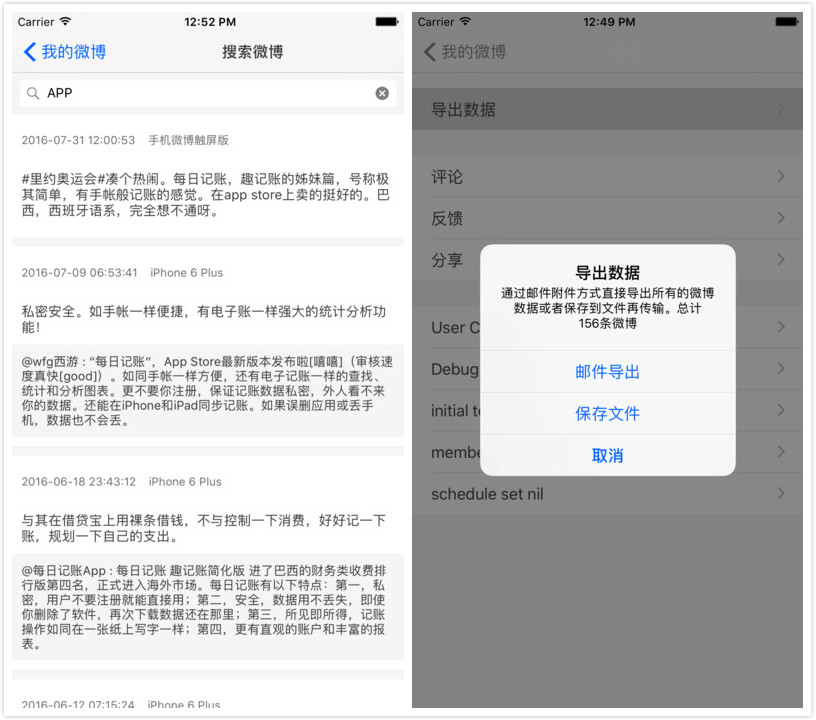 Carrier 12:52 PM
我的微博 搜索微博
APP
2016-07-31 12:00:53 手机微博触屏版
#里约奥运会#凑个热闹。每日记账，趣记账的姊妹篇，号称极
其简单，有手帐般记账的感觉。在app store上卖的挺好的。巴
西，西班牙语系，完全想不通呀。
2016-07-09 06:53:41 iPhone 6 Plus
私密安全。如手帐一样便捷，有电子账一样强大的统计分析功
能！
@wfg西游：“每日记账“，App Store最新版本发布啦[嘻嘻]（审核速
度真快[good]）。如同手帐一样方便，还有电子记账一样的查找、
统计和分析图表。更不要你注册，保证记账数据私密，外人看不来
你的数据。还能在iPhone和iPad同步记账。如果误删应用或丢手
机，数据也不会丢。
2016-06-18 23:43:12 iPhone 6 Plus
与其在借贷宝上用裸条借钱，不与控制一下消费，好好记一下
账，规划一下自己的支出。
@每日记账App：每日记账 趣记账简化版 进了巴西的财务类收费排
行版第四名，正式进入海外市场。每日记账有以下特点：第一，私
密，用户不要注册就能直接用；第二，安全，数据用不丢失，即使
你删除了软件，再次下载数据还在那里；第三，所见即所得，记账
操作如同在一张纸上写字一样；第四，更有直观的账户和丰富的报
表。
2016-06-12 07:15:24 iPhone 6 Plus
Carrier 12:49 PM
我的微博
导出数据
评论
反馈
分享
User C
Debug
initial te
membe
schedule set nil
导出数据
通过邮件附件方式直接导出所有的微博
数据或者保存到文件再传输。总计
156条微博
邮件导出
保存文件
取消